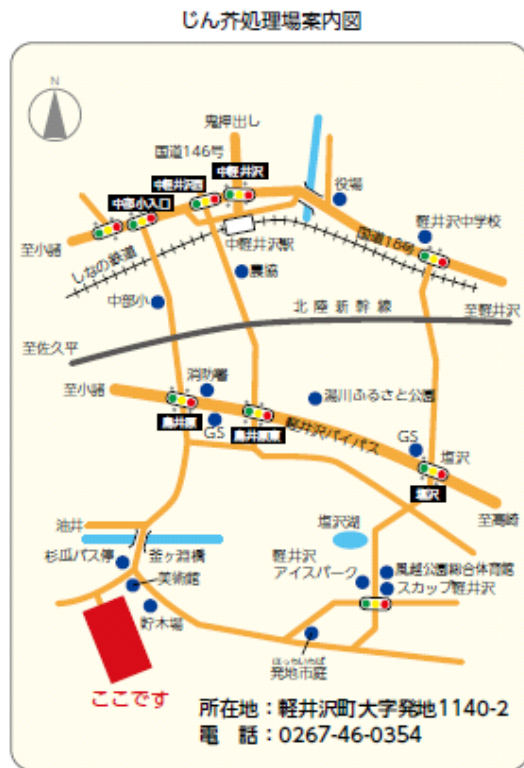 じん芥処理場案内図
N
鬼押出し
国道146号
中軽井沢
中軽井沢西
中部小入口
役場
軽井沢中学校
至小諸
中軽井沢駅
国道18号
しなの鉄道
農協
中部小
北陸新幹線
至軽井沢
至佐久平
消防署
至小諸
湯川ふるさと公園
鳥井原
GS
鳥井原東
軽井沢バイパス
GS
塩沢
塩沢
至高崎
油井
塩沢湖
杉瓜バス停
釜ヶ淵橋
軽井沢
アイスパーク
風越公園総合体育館
スカップ軽井沢
美術館
貯木場
ほっちいちば
発地市庭
ここです
所在地：軽井沢町大字発地1140-2
電　話：0267-46-0354